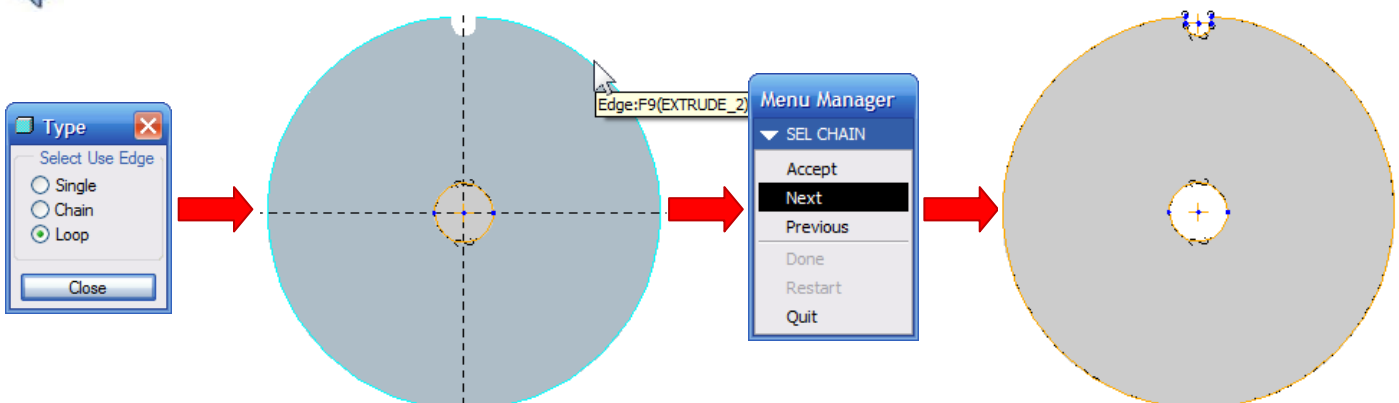 Type
Select Use Edge
Single
Chain
Loop
Close
Edge:F9(EXTRUDE_2)
Menu Manager
SEL CHAIN
Accept
Next
Previous
Done
Restart
Quit